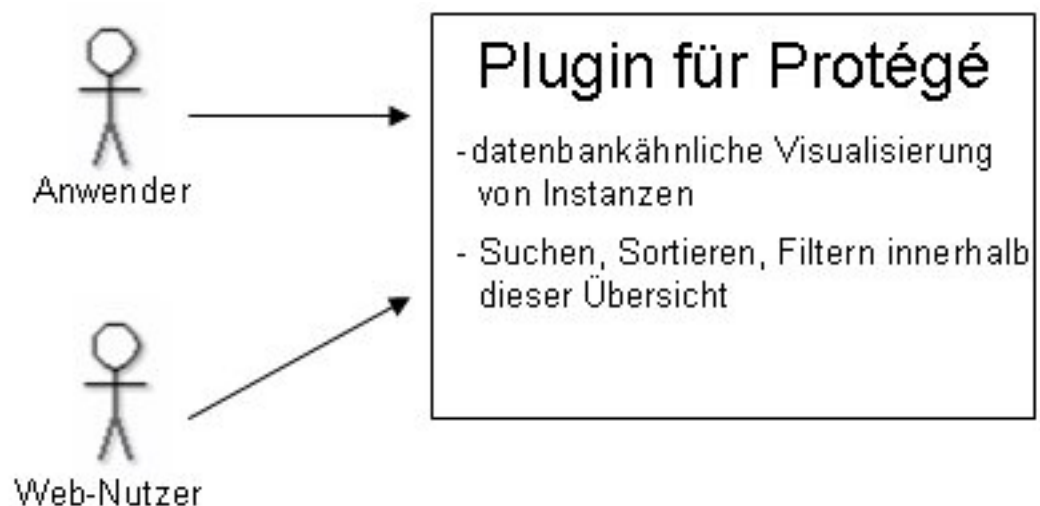 Plugin für Protégé
-datenbankähnliche Visualisierung
von Instanzen
- Suchen, Sortieren, Filtern innerhalb
dieser Übersicht
Anwender
Web-Nutzer